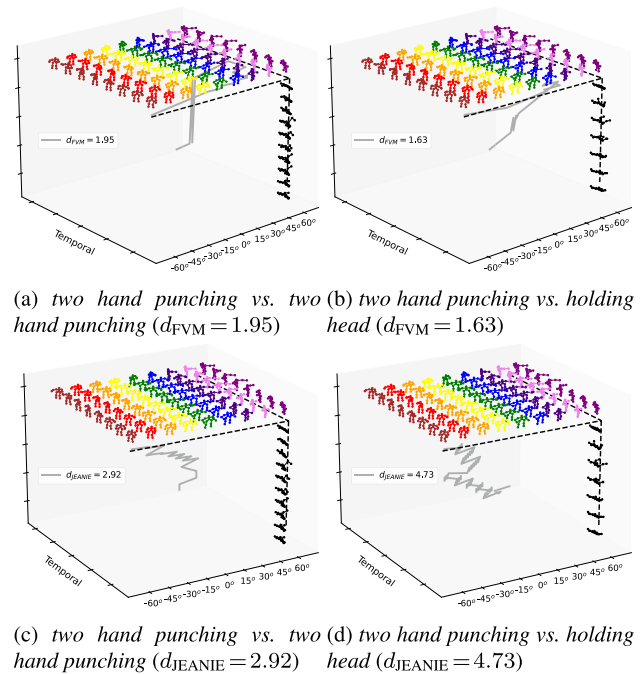 d_FVM = 1.95
Temporal
-60° -45° -30° -15° 0° 15° 30° 45° 60°
d_FVM = 1.63
Temporal
-60° -45° -30° -15° 0° 15° 30° 45° 60°
(a) two hand punching vs. two
hand punching (d_FVM = 1.95)
(b) two hand punching vs. holding
head (d_FVM = 1.63)
d_JEANIE = 2.92
Temporal
-60° -45° -30° -15° 0° 15° 30° 45° 60°
d_JEANIE = 4.73
Temporal
-60° -45° -30° -15° 0° 15° 30° 45° 60°
(c) two hand punching vs. two
hand punching (d_JEANIE = 2.92)
(d) two hand punching vs. holding
head (d_JEANIE = 4.73)